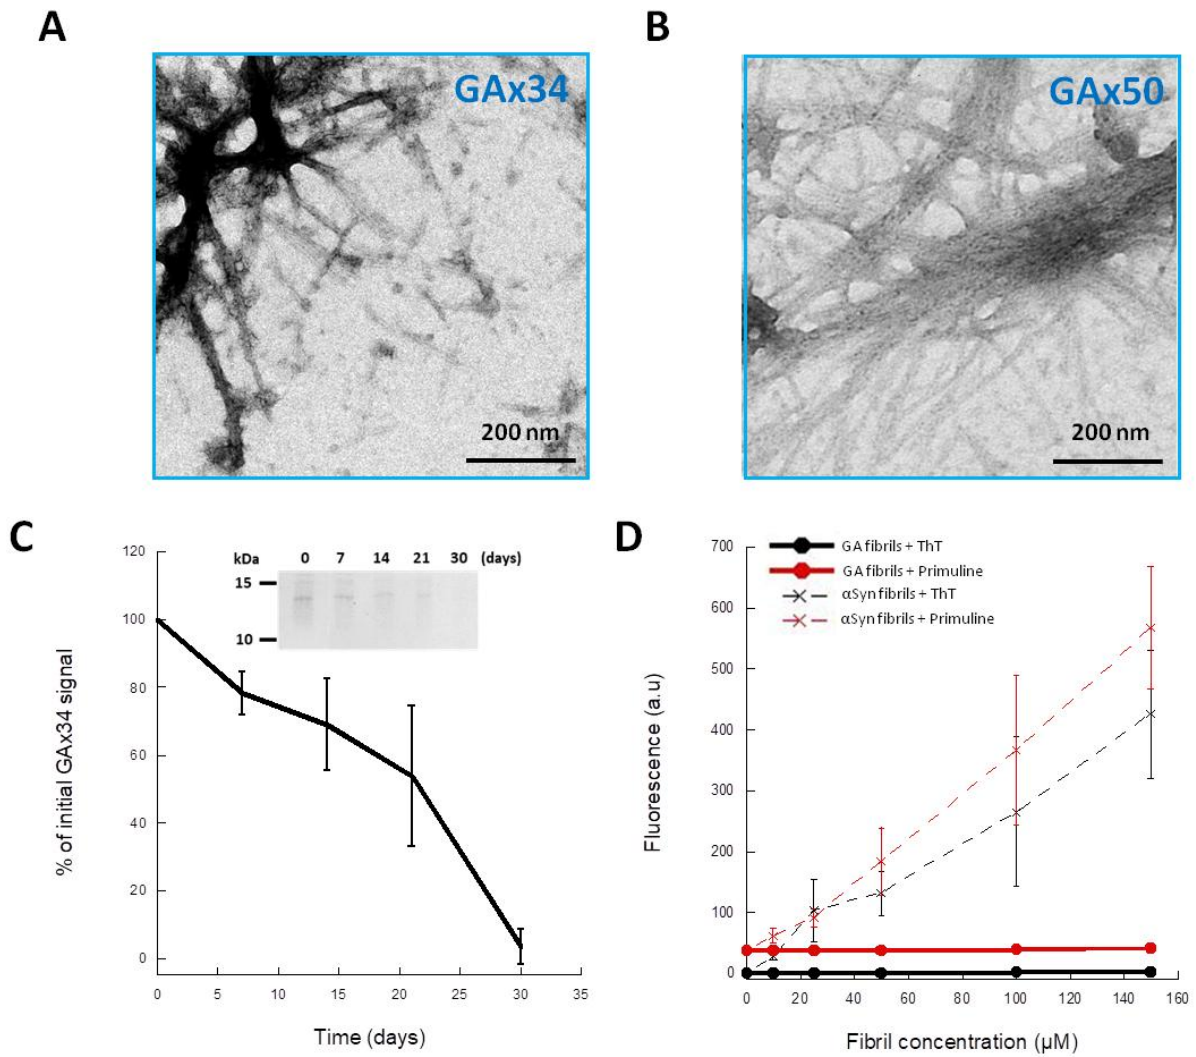 A
B
GAx34
GAx50
200 nm
200 nm
C
D
120
100
80
60
40
20
0
% of initial GAx34 signal
kDa 0 7 14 21 30 (days)
15
10
0 5 10 15 20 25 30 35
Time (days)
700
600
500
400
300
200
100
0
Fluorescence (a.u)
GA fibrils + ThT
GA fibrils + Primuline
αSyn fibrils + ThT
αSyn fibrils + Primuline
0 20 40 60 80 100 120 140 160
Fibril concentration (µM)